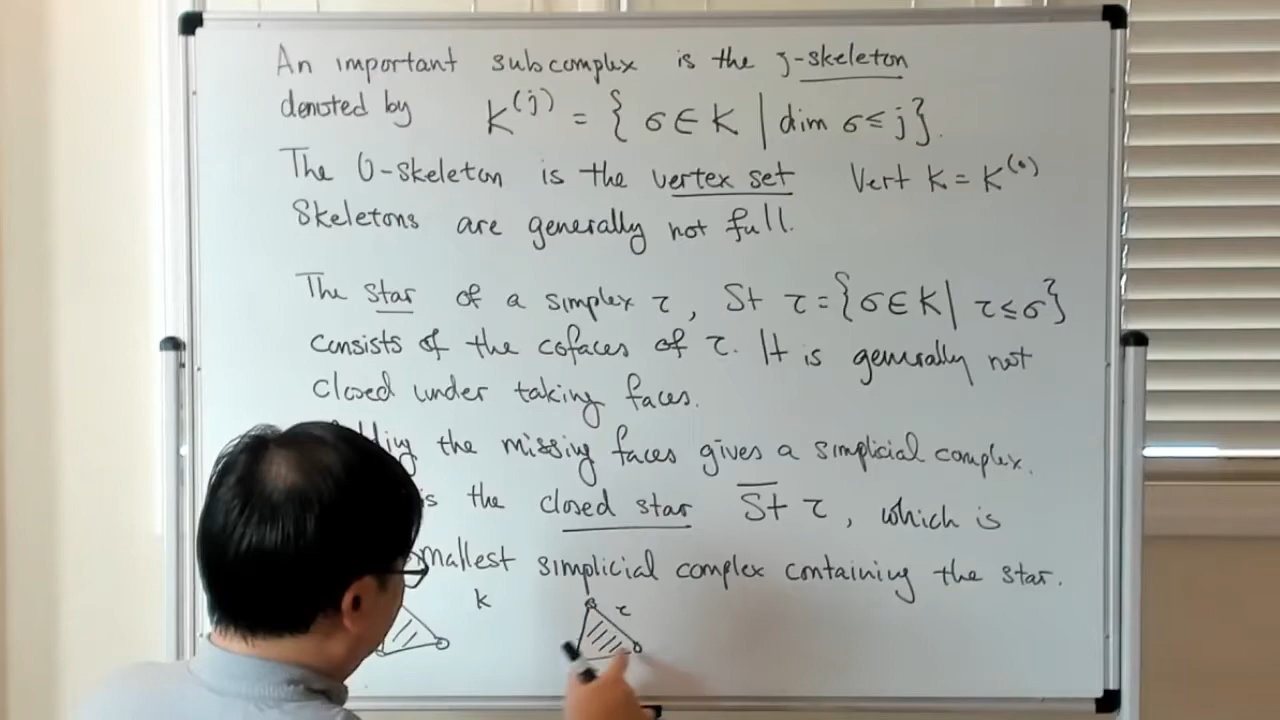 An important subcomplex is the j-skeleton
denoted by K^(j) = { σ ∈ K | dim σ ≤ j }.
The 0-skeleton is the vertex set Vert K = K^(0)
Skeletons are generally not full.
The star of a simplex τ, St τ = { σ ∈ K | τ ≤ σ }
consists of the cofaces of τ. It is generally not
closed under taking faces.
the missing faces gives a simplicial complex.
is the closed star S̅t̅ τ, which is
smallest simplicial complex containing the star.
K τ